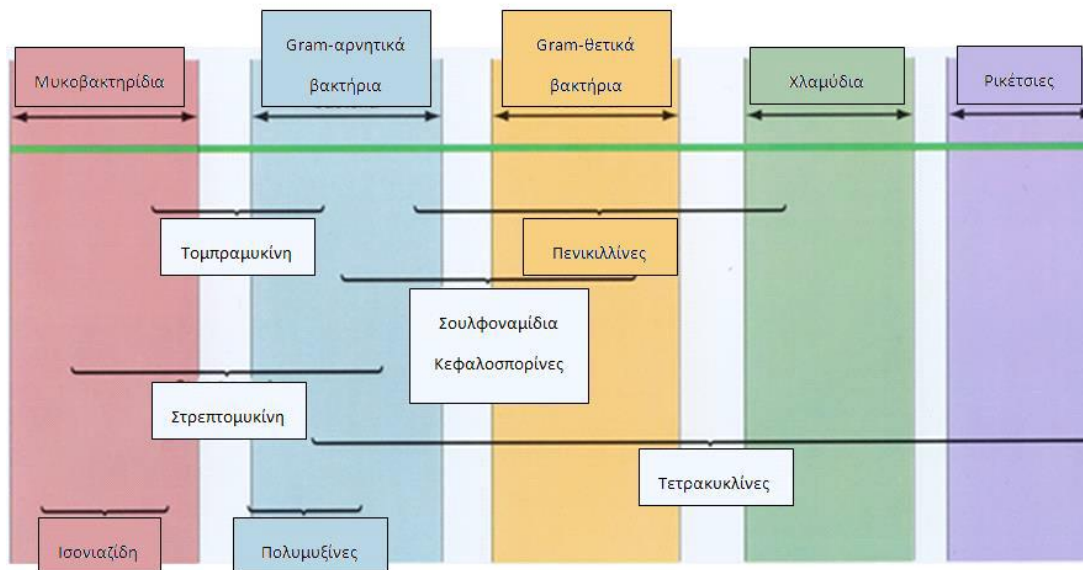 Μυκοβακτηρίδια
Gram-αρνητικά
βακτήρια
Gram-θετικά
βακτήρια
Χλαμύδια
Ρικέτσιες
Τομπραμυκίνη
Πενικιλλίνες
Σουλφοναμίδια
Κεφαλοσπορίνες
Στρεπτομυκίνη
Τετρακυκλίνες
Ισονιαζίδη
Πολυμυξίνες